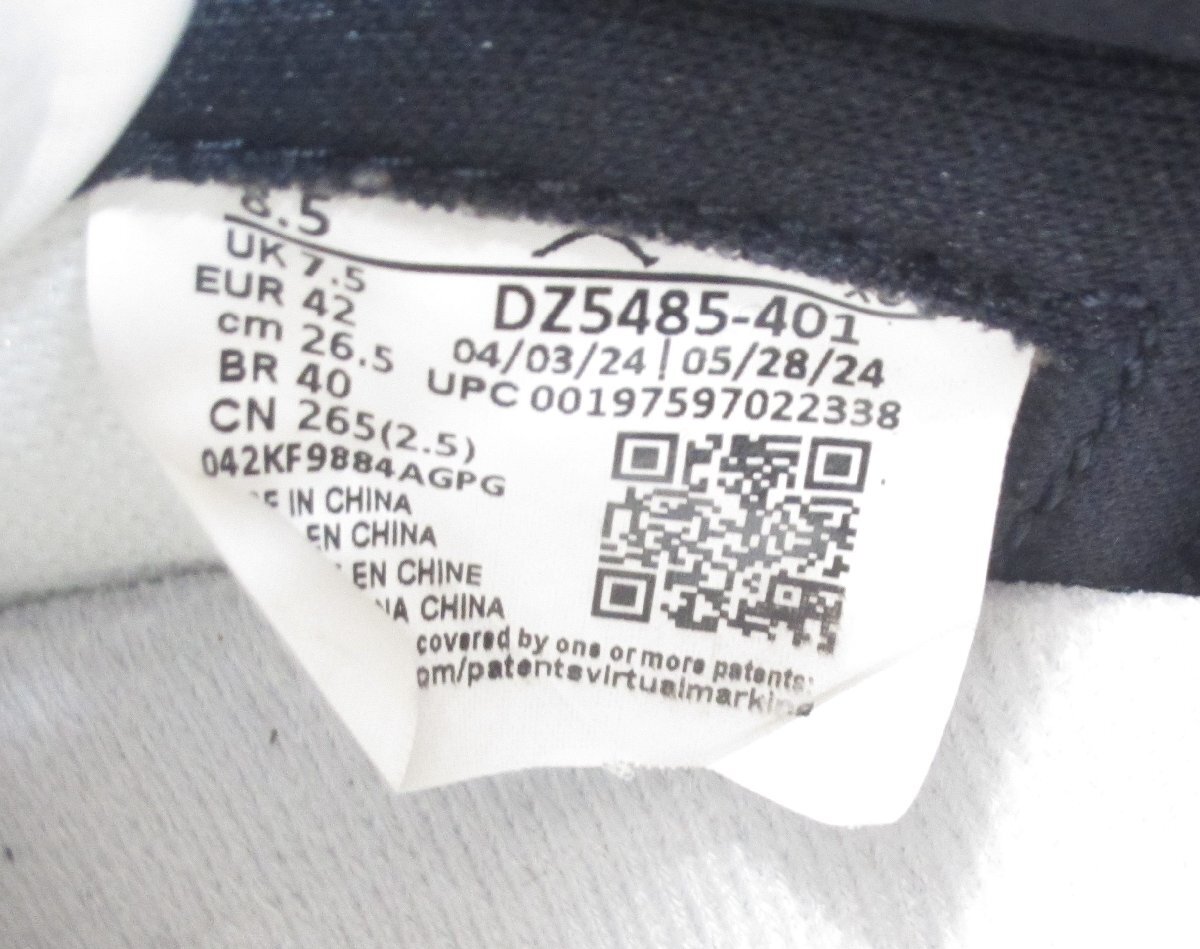 8.5
UK 7.5
EUR 42
cm 26.5
BR 40
CN 265(2.5)
042KF9884AGPG
IN CHINA
EN CHINA
EN CHINE
CHINA
DZ5485-401
04/03/24 | 05/28/24
UPC 00197597022338
covered by one or more patents:
om/patentsvirtualmarking